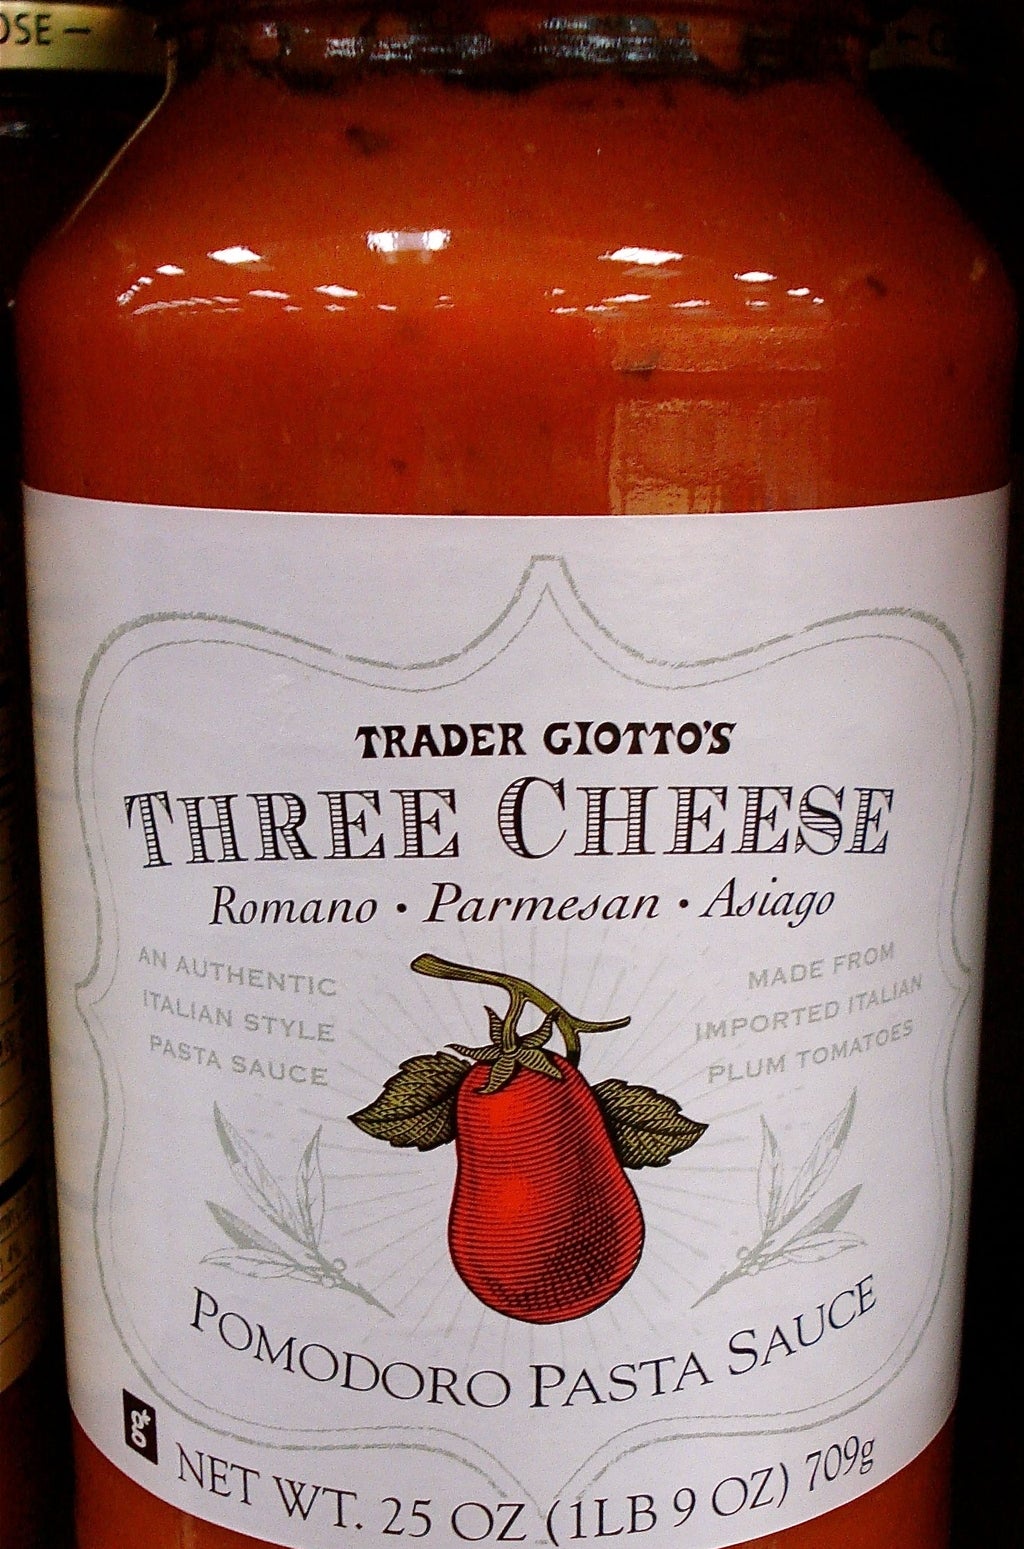 OSE —
TRADER GIOTTO'S
THREE CHEESE
Romano • Parmesan • Asiago
AN AUTHENTIC
ITALIAN STYLE
PASTA SAUCE
MADE FROM
IMPORTED ITALIAN
PLUM TOMATOES
POMODORO PASTA SAUCE
NET WT. 25 OZ (1LB 9 OZ) 709g